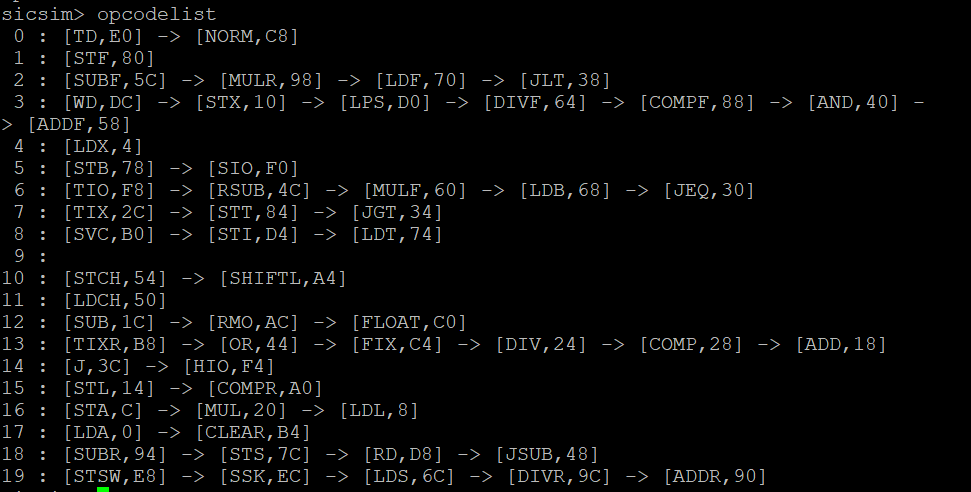 sicsim> opcodelist
 0 : [TD,E0] -> [NORM,C8]
 1 : [STF,80]
 2 : [SUBF,5C] -> [MULR,98] -> [LDF,70] -> [JLT,38]
 3 : [WD,DC] -> [STX,10] -> [LPS,D0] -> [DIVF,64] -> [COMPF,88] -> [AND,40] -
> [ADDF,58]
 4 : [LDX,4]
 5 : [STB,78] -> [SIO,F0]
 6 : [TIO,F8] -> [RSUB,4C] -> [MULF,60] -> [LDB,68] -> [JEQ,30]
 7 : [TIX,2C] -> [STT,84] -> [JGT,34]
 8 : [SVC,B0] -> [STI,D4] -> [LDT,74]
 9 :
10 : [STCH,54] -> [SHIFTL,A4]
11 : [LDCH,50]
12 : [SUB,1C] -> [RMO,AC] -> [FLOAT,C0]
13 : [TIXR,B8] -> [OR,44] -> [FIX,C4] -> [DIV,24] -> [COMP,28] -> [ADD,18]
14 : [J,3C] -> [HIO,F4]
15 : [STL,14] -> [COMPR,A0]
16 : [STA,C] -> [MUL,20] -> [LDL,8]
17 : [LDA,0] -> [CLEAR,B4]
18 : [SUBR,94] -> [STS,7C] -> [RD,D8] -> [JSUB,48]
19 : [STSW,E8] -> [SSK,EC] -> [LDS,6C] -> [DIVR,9C] -> [ADDR,90]